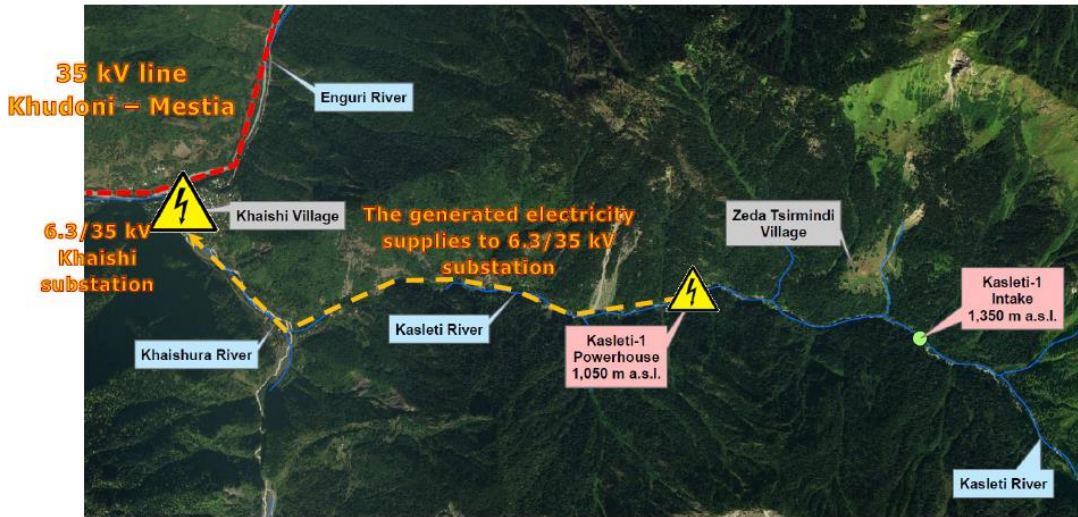 35 kV line
Khudoni – Mestia
Enguri River
Khaishi Village
6.3/35 kV
Khaishi
substation
The generated electricity
supplies to 6.3/35 kV
substation
Zeda Tsirmindi
Village
Kasleti-1
Intake
1,350 m a.s.l.
Khaishura River
Kasleti River
Kasleti-1
Powerhouse
1,050 m a.s.l.
Kasleti River